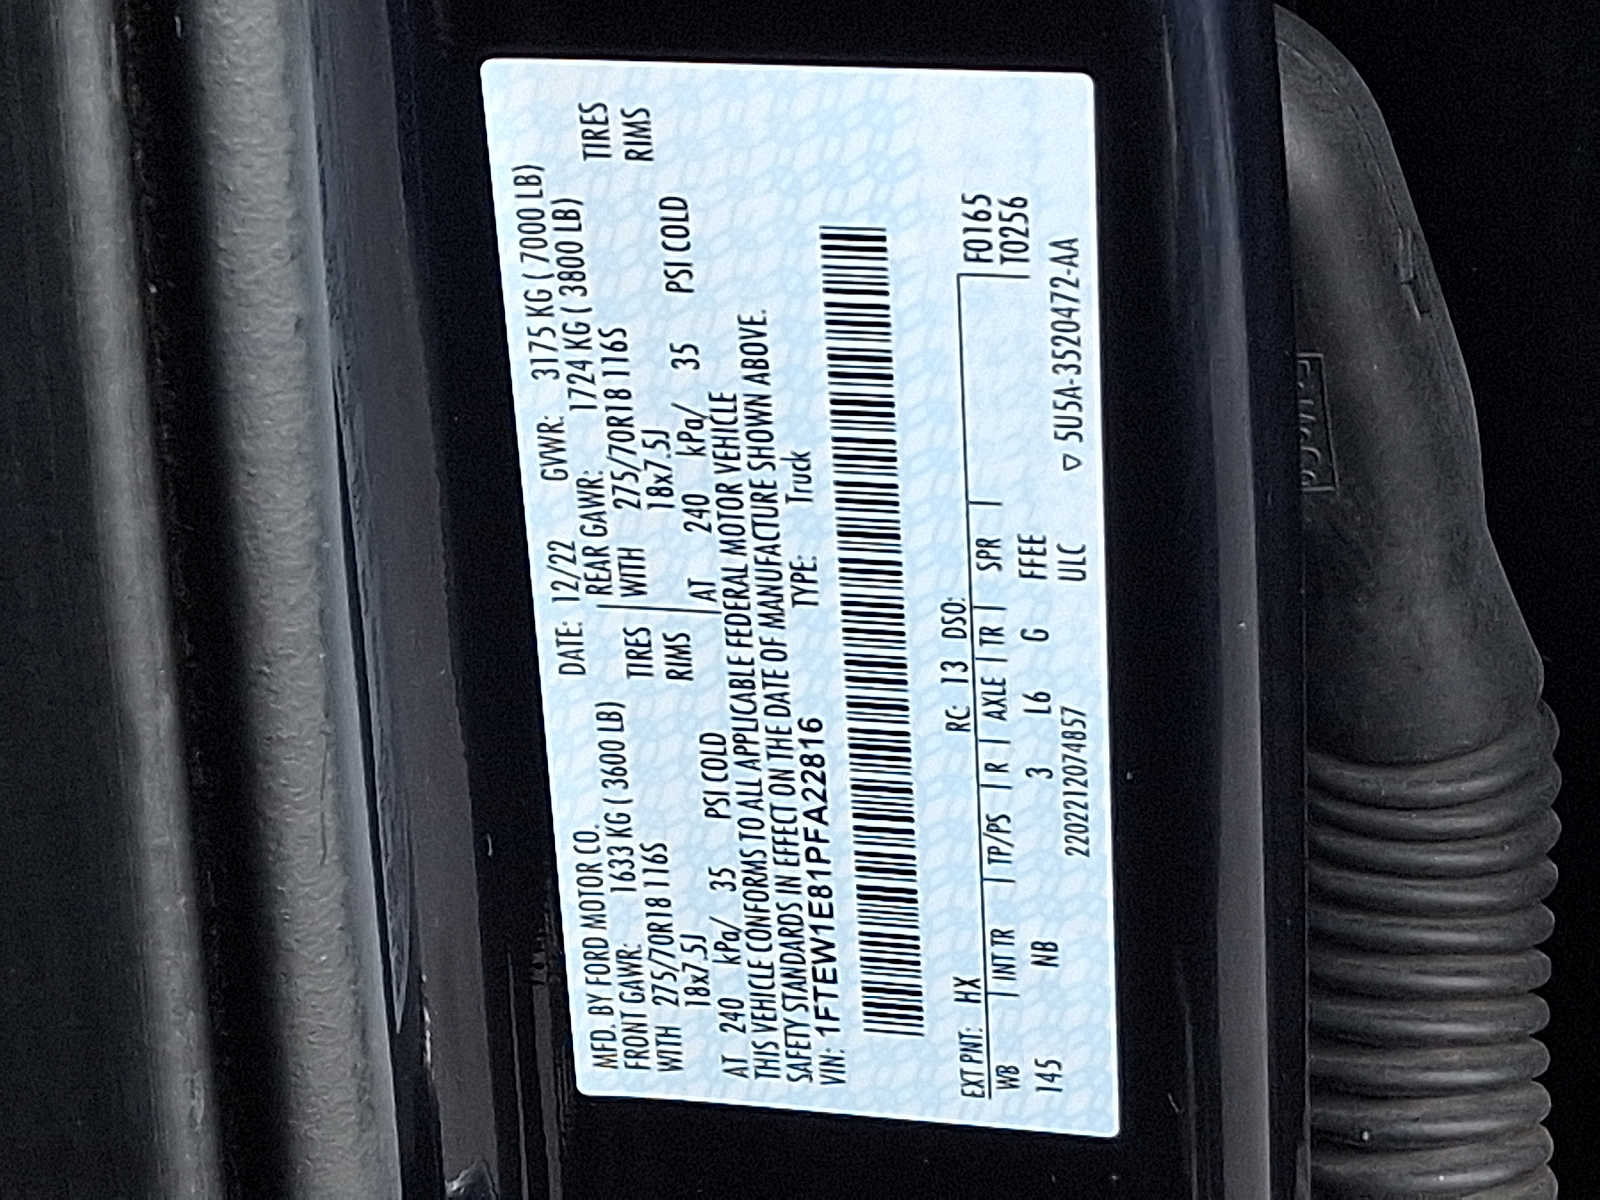 MFD. BY FORD MOTOR CO. DATE: 12/22 GVWR: 3175 KG ( 7000 LB)
FRONT GAWR: 1633 KG ( 3600 LB) REAR GAWR: 1724 KG ( 3800 LB)
WITH 275/70R18 116S TIRES WITH 275/70R18 116S TIRES
18x7.5J RIMS 18x7.5J RIMS
AT 240 kPa/ 35 PSI COLD AT 240 kPa/ 35 PSI COLD
THIS VEHICLE CONFORMS TO ALL APPLICABLE FEDERAL MOTOR VEHICLE
SAFETY STANDARDS IN EFFECT ON THE DATE OF MANUFACTURE SHOWN ABOVE.
VIN: 1FTEW1E81PFA22816 TYPE: Truck
EXT PNT: HX RC: 13 DSO: F0165
WB INT TR TP/PS R AXLE TR SPR T0256
145 NB 3 L6 G FFEE
2202212074857 ULC ▽ 5U5A-3520472-AA